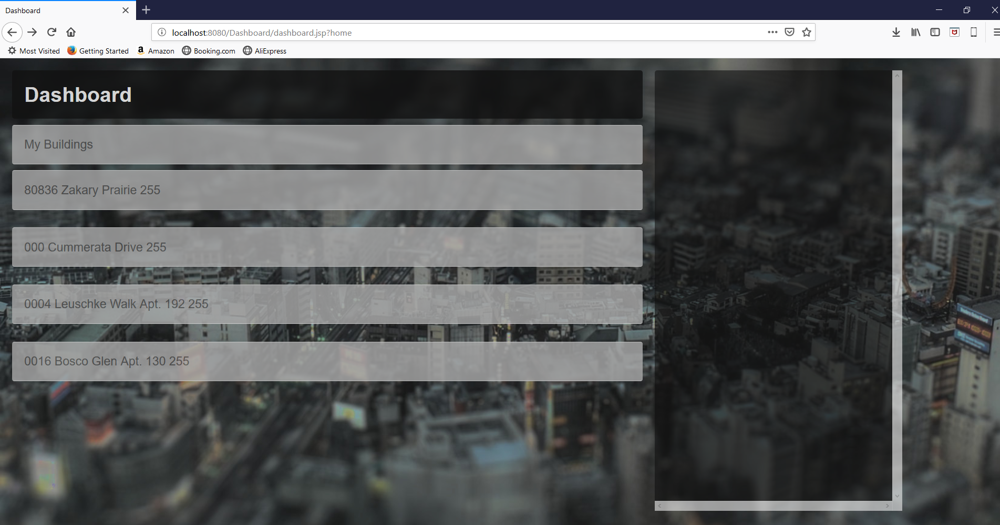 Dashboard
localhost:8080/Dashboard/dashboard.jsp?home
Most Visited Getting Started Amazon Booking.com AliExpress
Dashboard
My Buildings
80836 Zakary Prairie 255
000 Cummerata Drive 255
0004 Leuschke Walk Apt. 192 255
0016 Bosco Glen Apt. 130 255